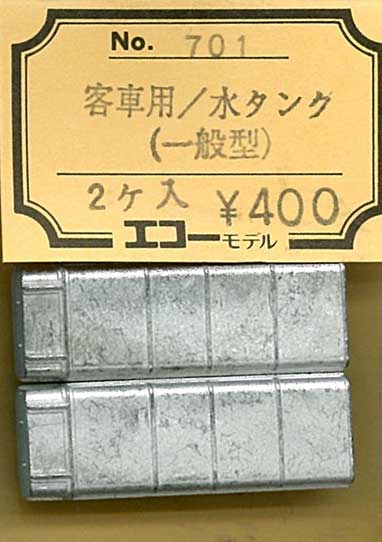 No. 701
客車用/水タンク
(一般型)
2ケ入 ¥400
エコーモデル